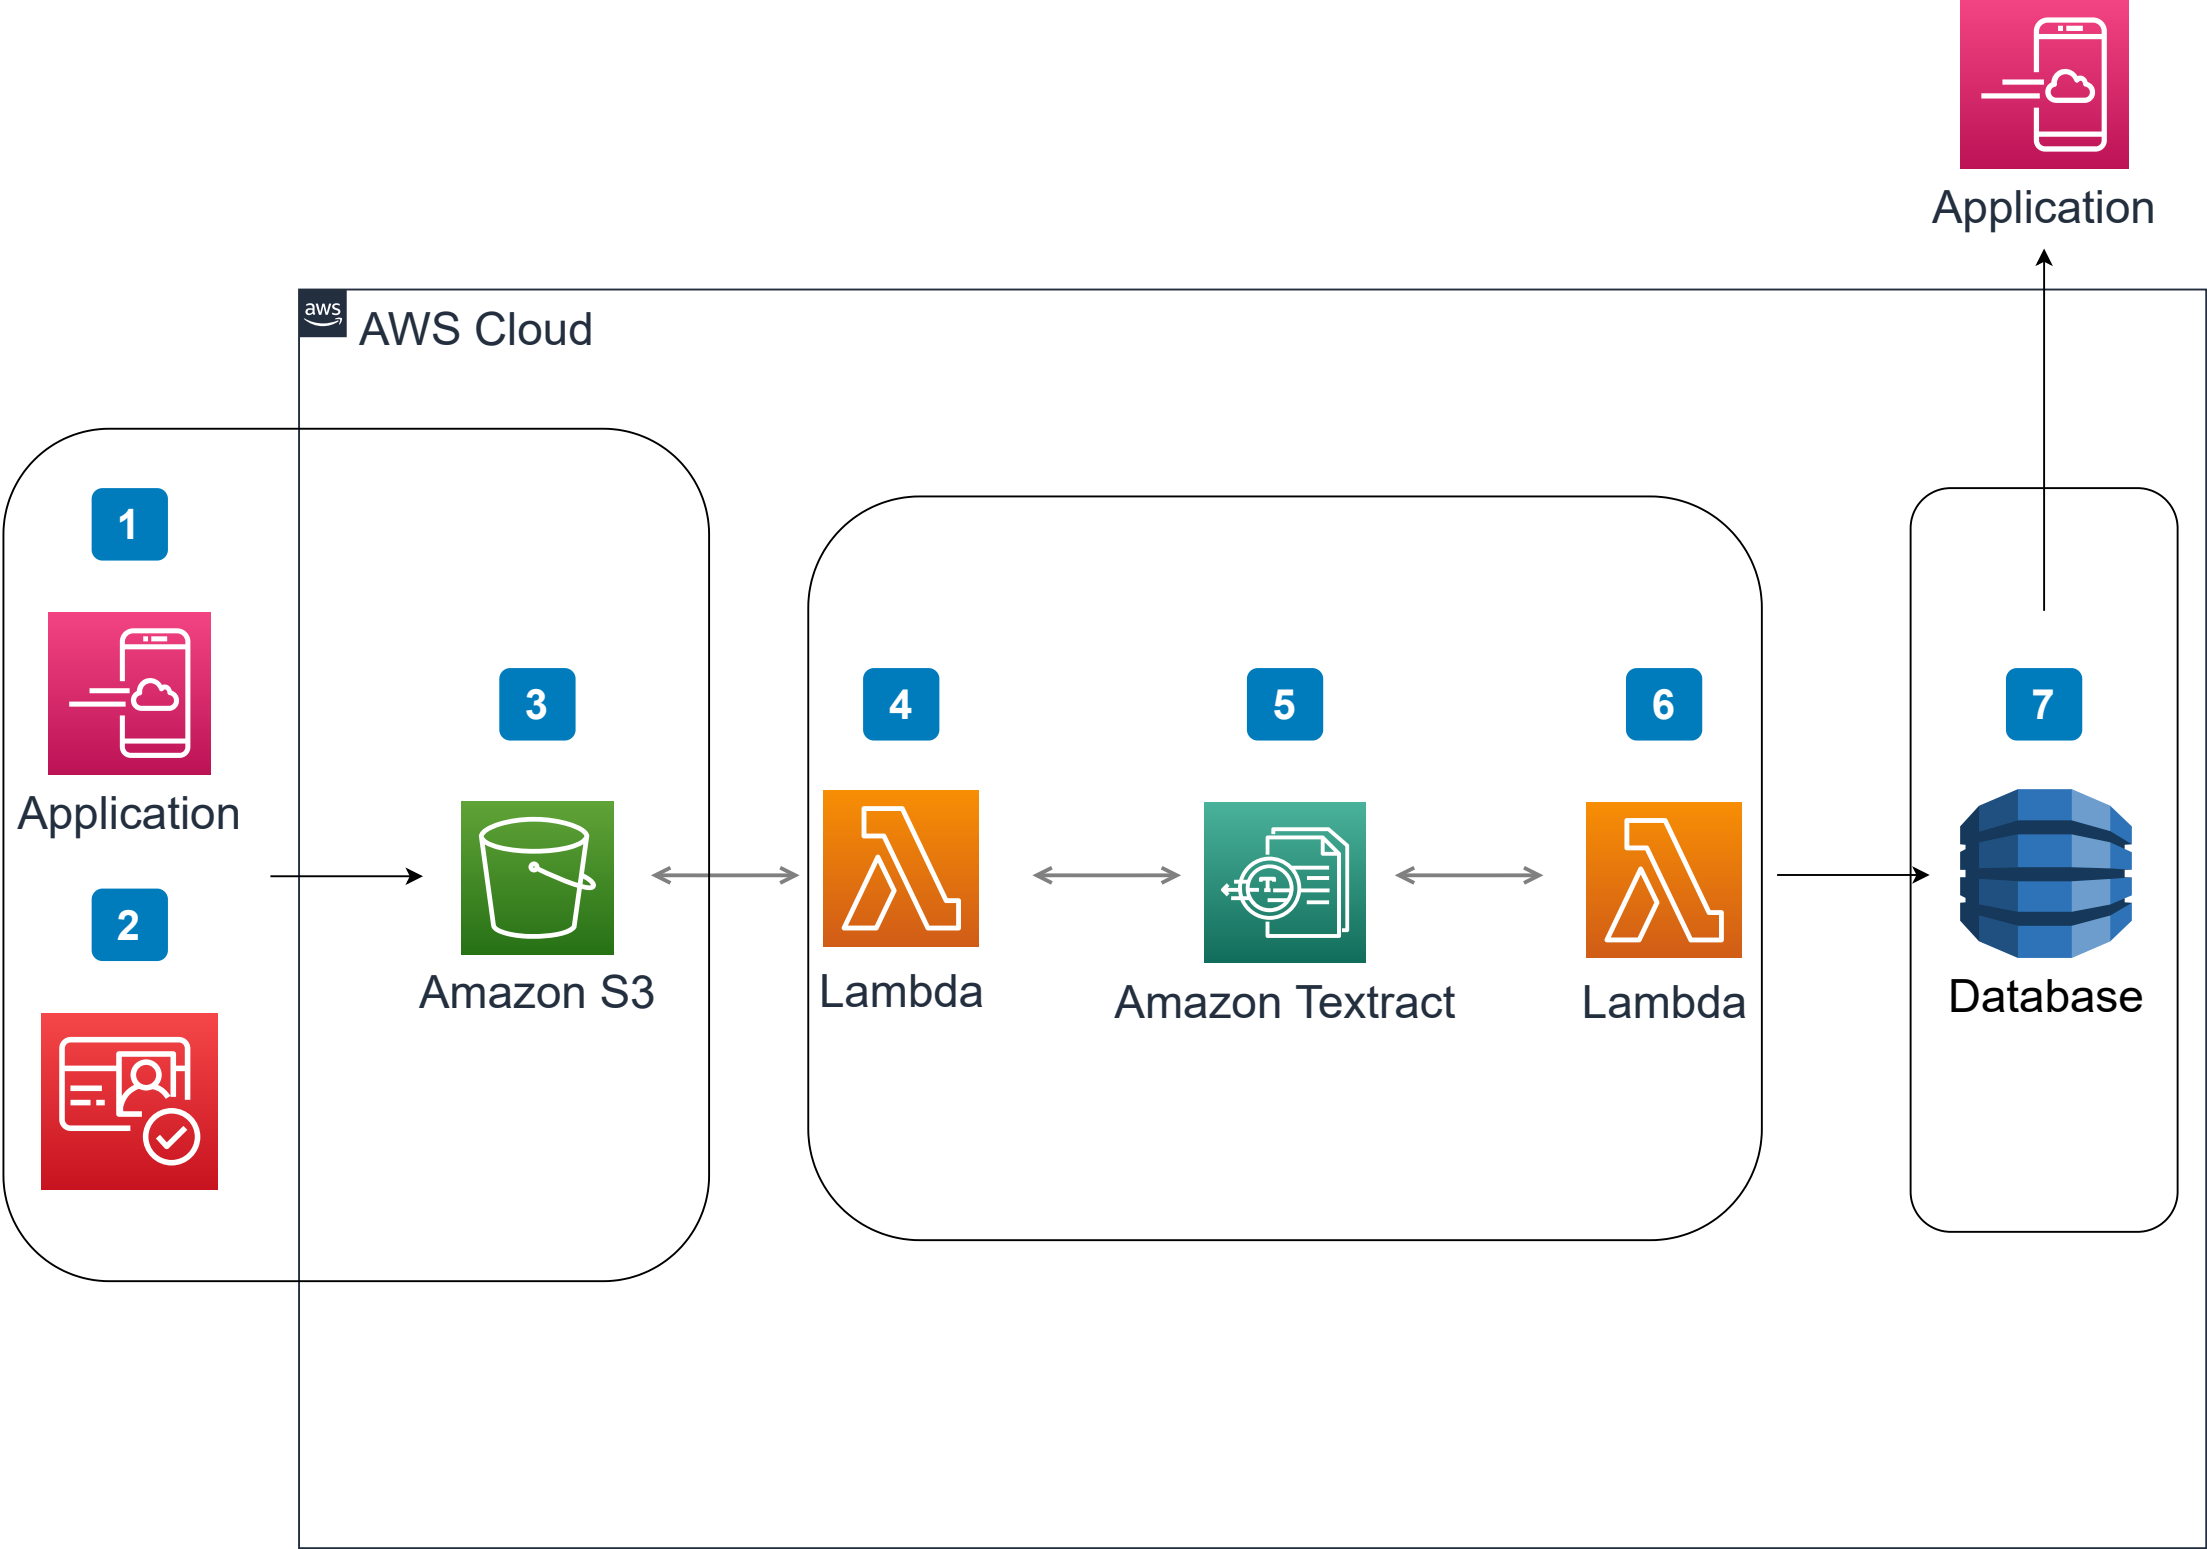 Application
aws
AWS Cloud
1
Application
2
3
Amazon S3
4
Lambda
5
T
Amazon Textract
6
Lambda
7
Database